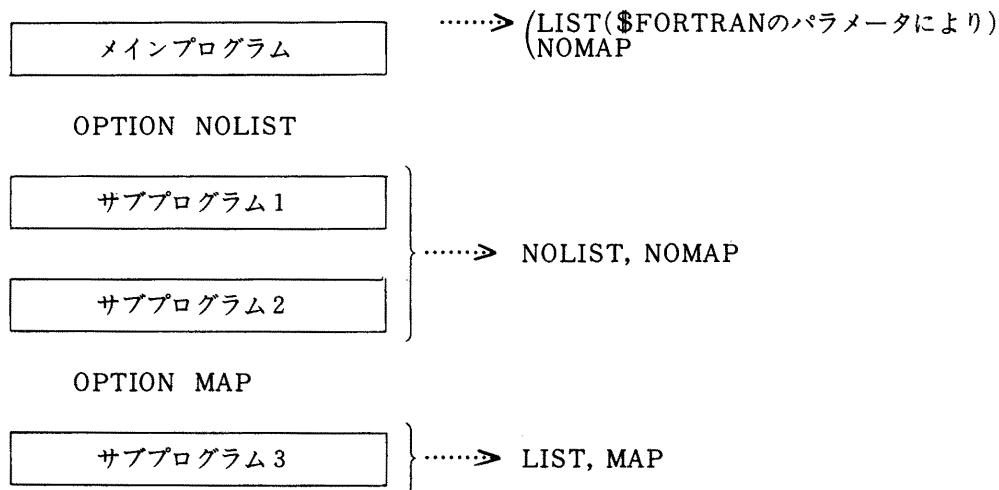 メインプログラム
(LIST($FORTRANのパラメータにより)
(NOMAP
OPTION NOLIST
サブプログラム1
サブプログラム2
NOLIST, NOMAP
OPTION MAP
サブプログラム3
LIST, MAP